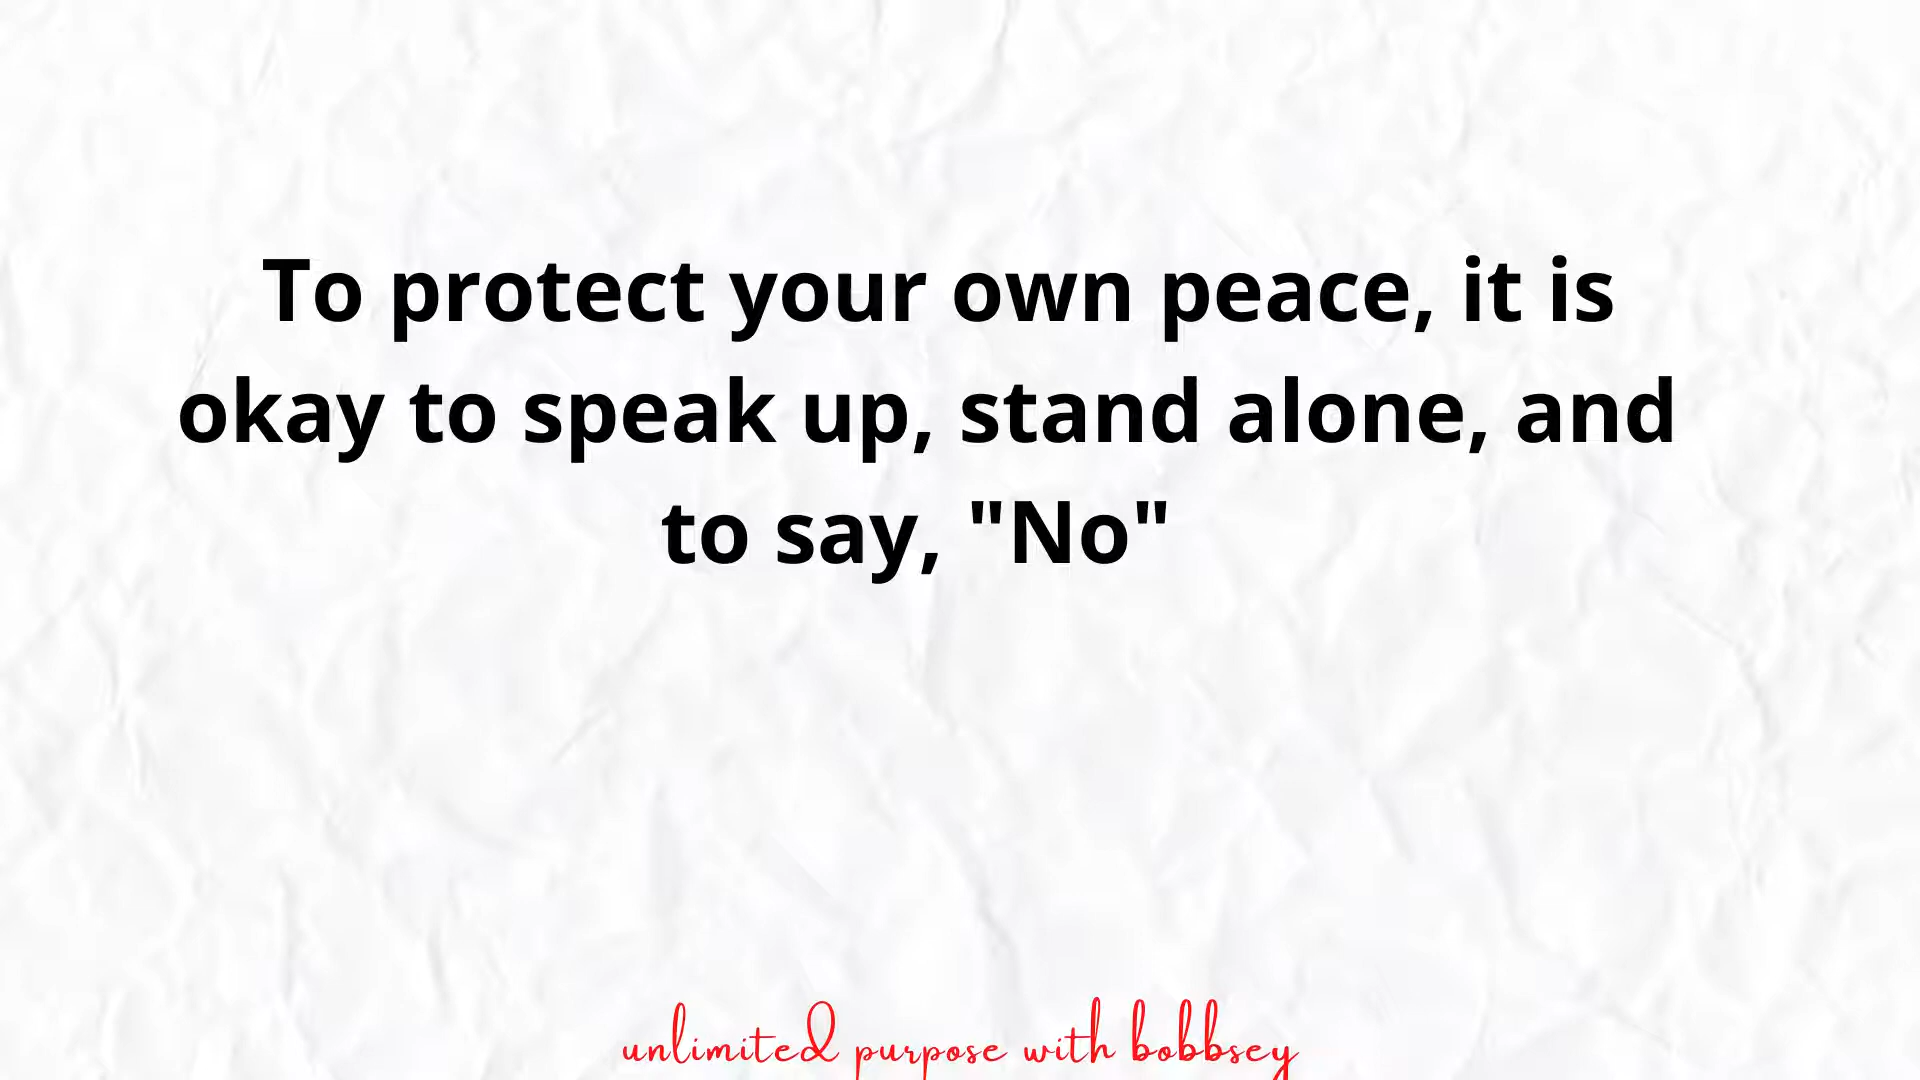 To protect your own peace, it is
okay to speak up, stand alone, and
to say, "No"
unlimited purpose with bobbsey